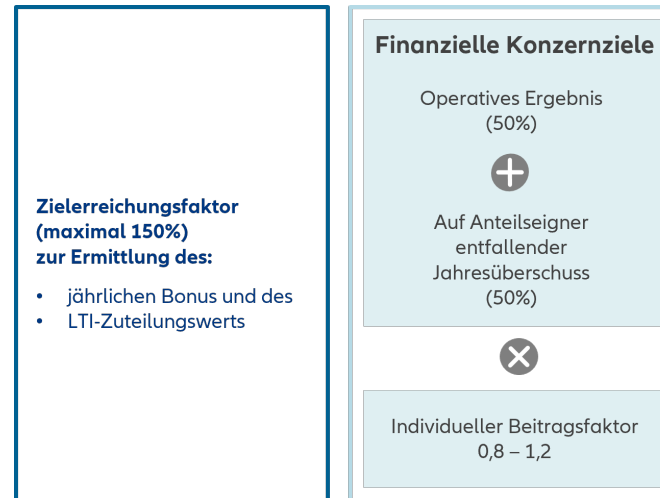 Zielerreichungsfaktor
(maximal 150%)
zur Ermittlung des:
• jährlichen Bonus und des
• LTI-Zuteilungswerts
Finanzielle Konzernziele
Operatives Ergebnis
(50%)
+
Auf Anteilseigner
entfallender
Jahresüberschuss
(50%)
×
Individueller Beitragsfaktor
0,8 – 1,2